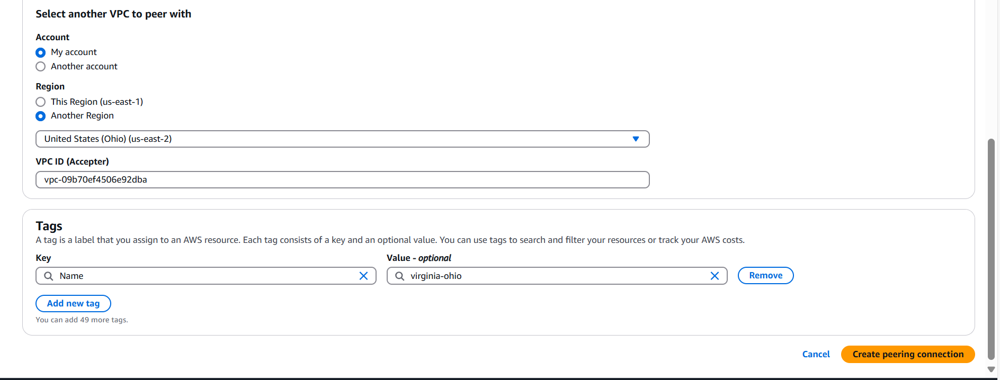 Select another VPC to peer with
Account
My account
Another account
Region
This Region (us-east-1)
Another Region
United States (Ohio) (us-east-2)
VPC ID (Accepter)
vpc-09b70ef4506e92dba
Tags
A tag is a label that you assign to an AWS resource. Each tag consists of a key and an optional value. You can use tags to search and filter your resources or track your AWS costs.
Key
Value - optional
Name
virginia-ohio
Remove
Add new tag
You can add 49 more tags.
Cancel
Create peering connection